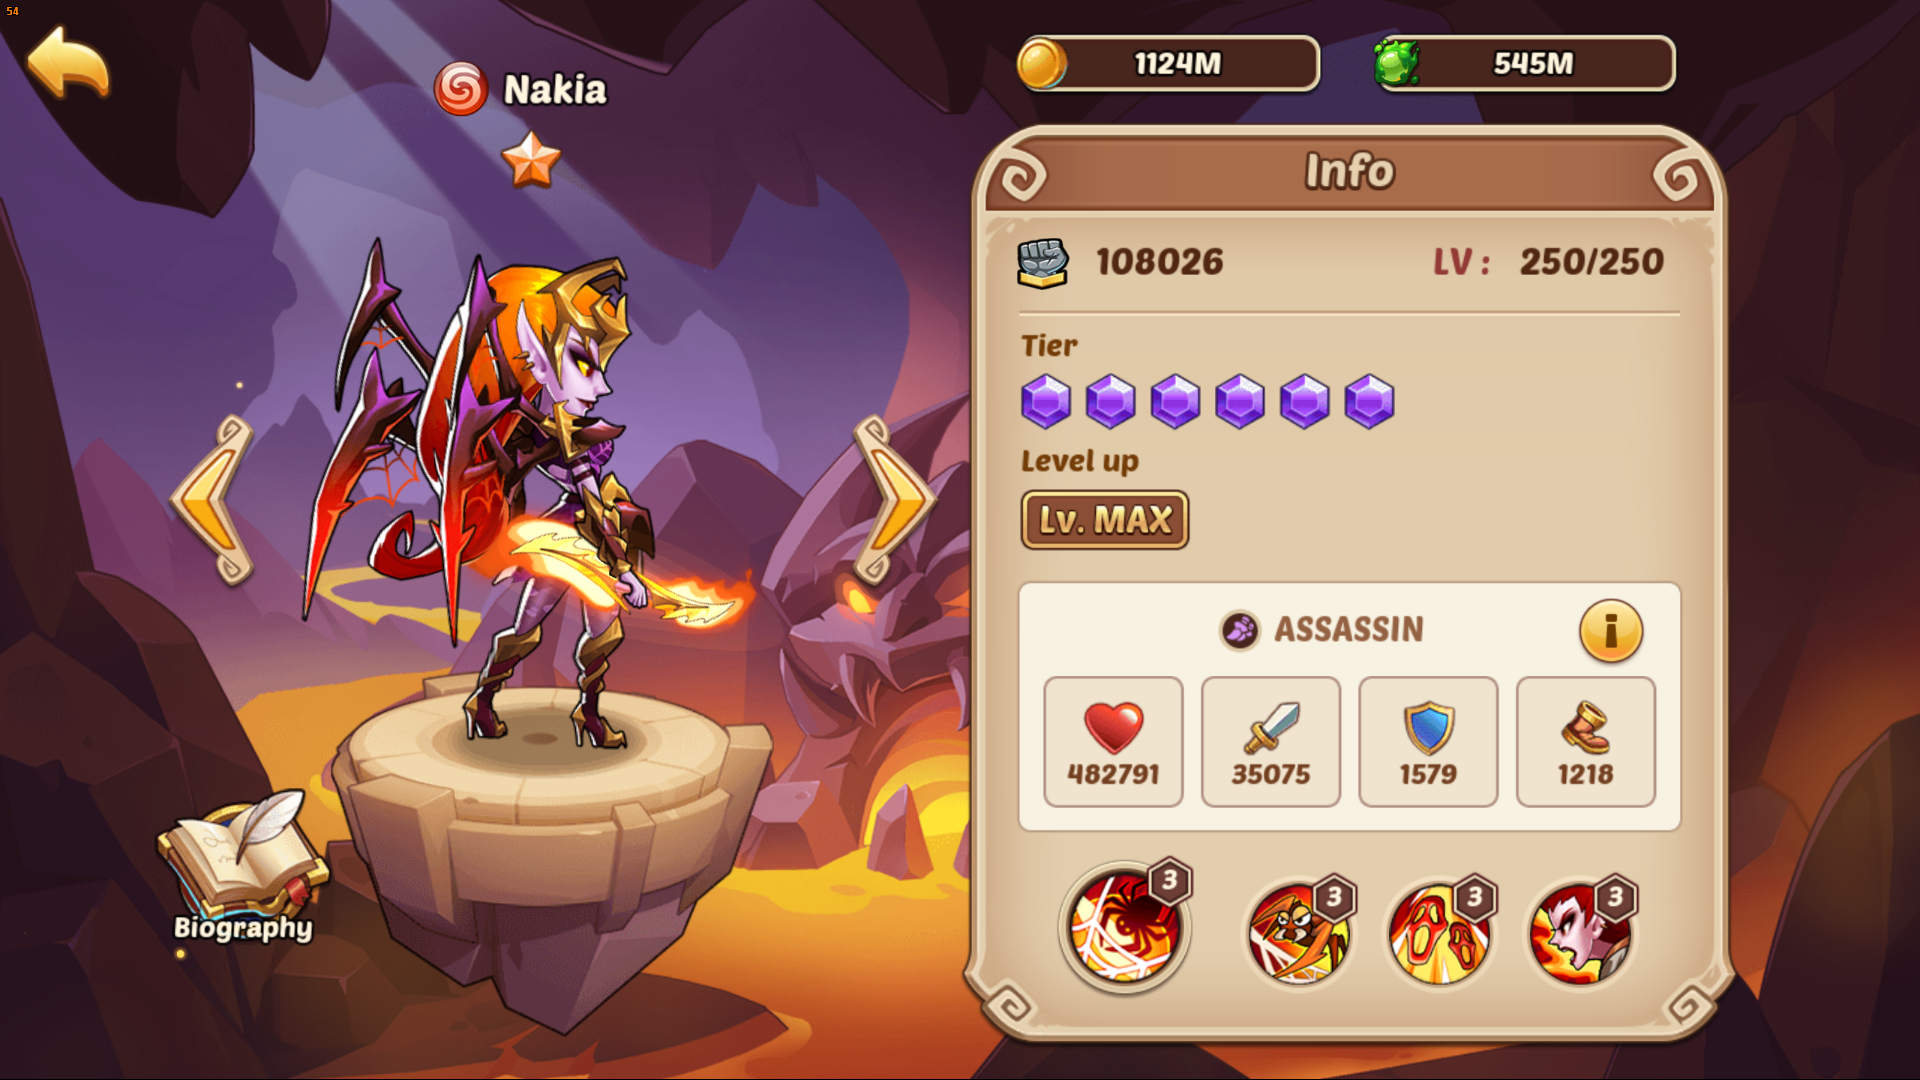 54
Nakia
1124M
545M
Info
108026
LV : 250/250
Tier
Level up
Lv. MAX
ASSASSIN
482791
35075
1579
1218
3
3
3
3
Biography